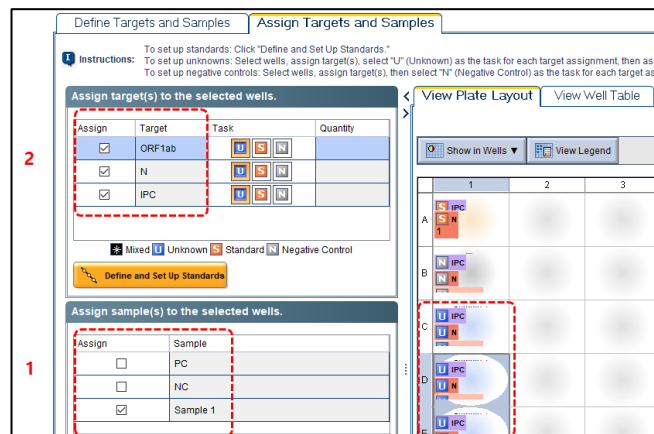 Define Targets and Samples
Assign Targets and Samples
Instructions:
To set up standards: Click "Define and Set Up Standards."
To set up unknowns: Select wells, assign target(s), select "U" (Unknown) as the task for each target assignment, then as
To set up negative controls: Select wells, assign target(s), then select "N" (Negative Control) as the task for each target as
2
Assign target(s) to the selected wells.
Assign Target Task Quantity
ORF1ab U S N
N U S N
IPC U S N
Mixed U Unknown S Standard N Negative Control
Define and Set Up Standards
1
Assign sample(s) to the selected wells.
Assign Sample
PC
NC
Sample 1
View Plate Layout
View Well Table
Show in Wells ▼
View Legend
1 2 3
A
S IPC
S N
1
B
N IPC
N N
C
U IPC
U N
D
U IPC
U N
U IPC